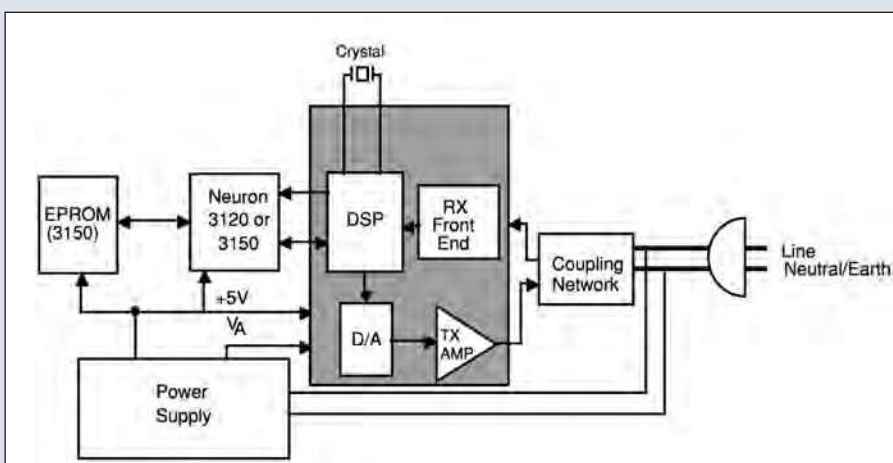 Crystal
EPROM
(3150)
Neuron
3120 or
3150
DSP
RX
Front
End
Coupling
Network
Line
Neutral/Earth
+5V
VA
D/A
TX
AMP
Power
Supply